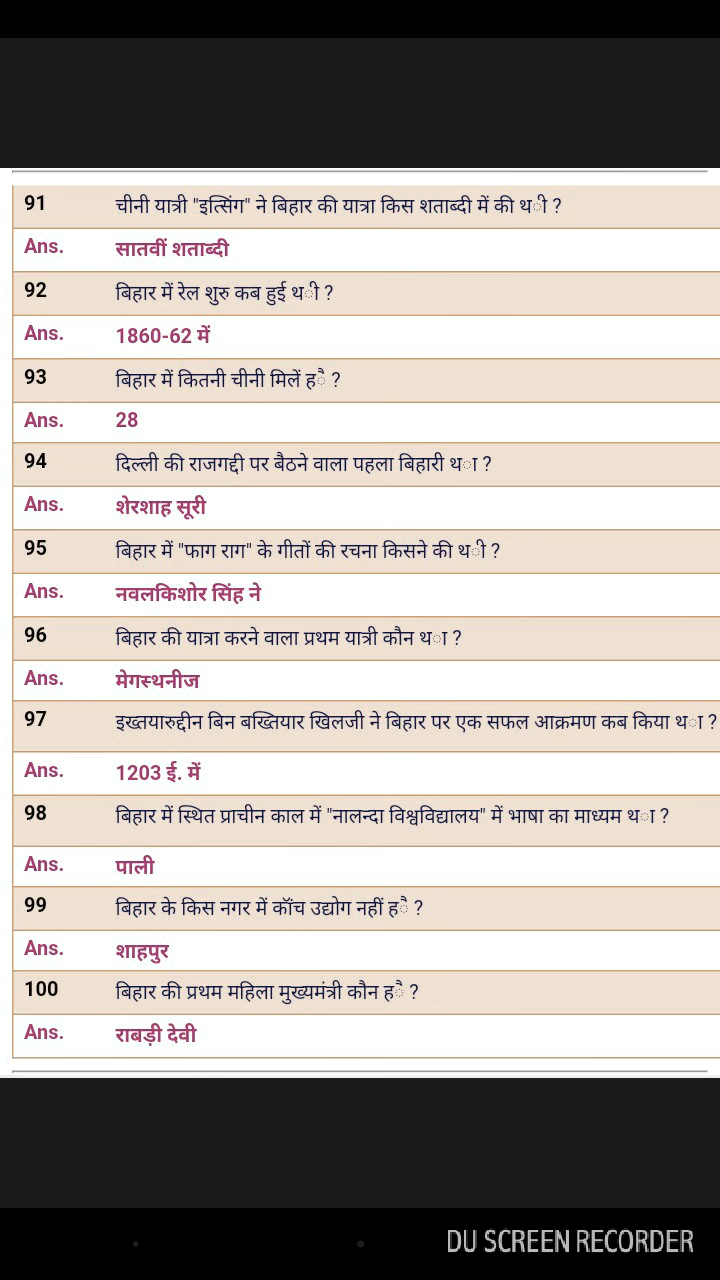 91 चीनी यात्री "इत्सिंग" ने बिहार की यात्रा किस शताब्दी में की थी ?
Ans. सातवीं शताब्दी
92 बिहार में रेल शुरु कब हुई थी ?
Ans. 1860-62 में
93 बिहार में कितनी चीनी मिलें है ?
Ans. 28
94 दिल्ली की राजगद्दी पर बैठने वाला पहला बिहारी था ?
Ans. शेरशाह सूरी
95 बिहार में "फाग राग" के गीतों की रचना किसने की थी ?
Ans. नवलकिशोर सिंह ने
96 बिहार की यात्रा करने वाला प्रथम यात्री कौन था ?
Ans. मेगस्थनीज
97 इख्तयारुद्दीन बिन बख्तियार खिलजी ने बिहार पर एक सफल आक्रमण कब किया था ?
Ans. 1203 ई. में
98 बिहार में स्थित प्राचीन काल में "नालन्दा विश्वविद्यालय" में भाषा का माध्यम था ?
Ans. पाली
99 बिहार के किस नगर में कॉंच उद्योग नहीं है ?
Ans. शाहपुर
100 बिहार की प्रथम महिला मुख्यमंत्री कौन है ?
Ans. राबड़ी देवी
DU SCREEN RECORDER